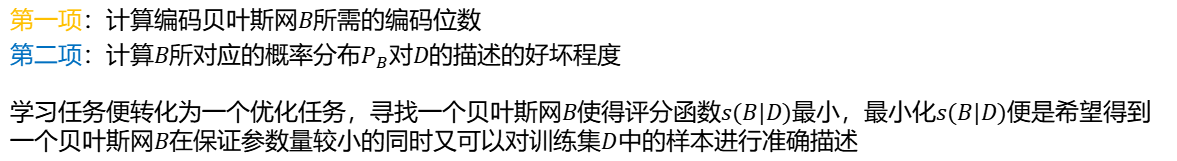 第一项：计算编码贝叶斯网B所需的编码位数
第二项：计算B所对应的概率分布P_B对D的描述的好坏程度
学习任务便转化为一个优化任务，寻找一个贝叶斯网B使得评分函数s(B|D)最小，最小化s(B|D)便是希望得到
一个贝叶斯网B在保证参数量较小的同时又可以对训练集D中的样本进行准确描述